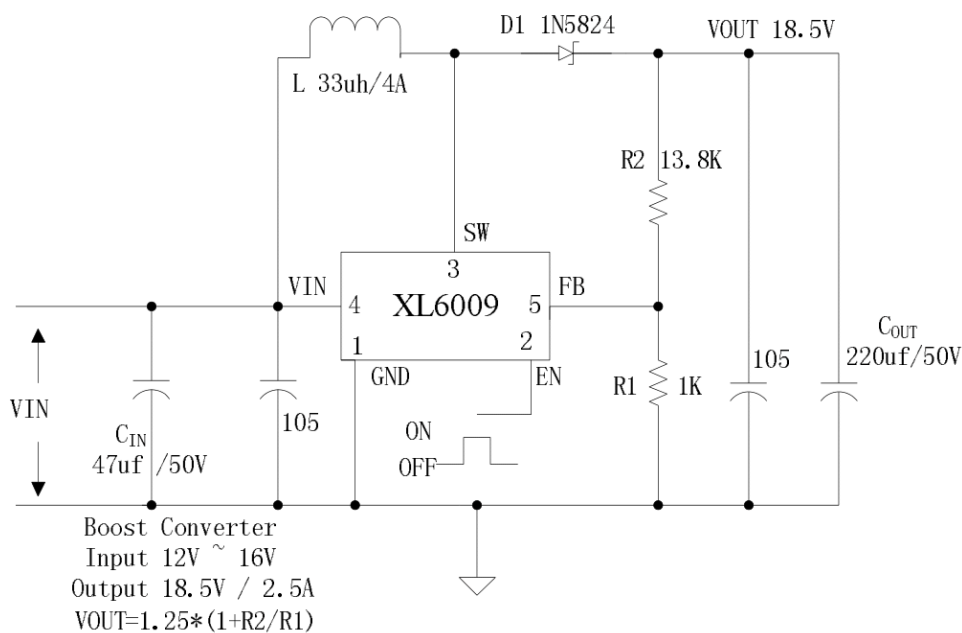 D1 1N5824
VOUT 18.5V
L 33uh/4A
R2 13.8K
SW
3
VIN
4
XL6009
5
FB
1
2
GND
EN
COUT
220uf/50V
105
R1
1K
VIN
CIN
47uf /50V
105
ON
OFF
Boost Converter
Input 12V ~ 16V
Output 18.5V / 2.5A
VOUT=1.25*(1+R2/R1)